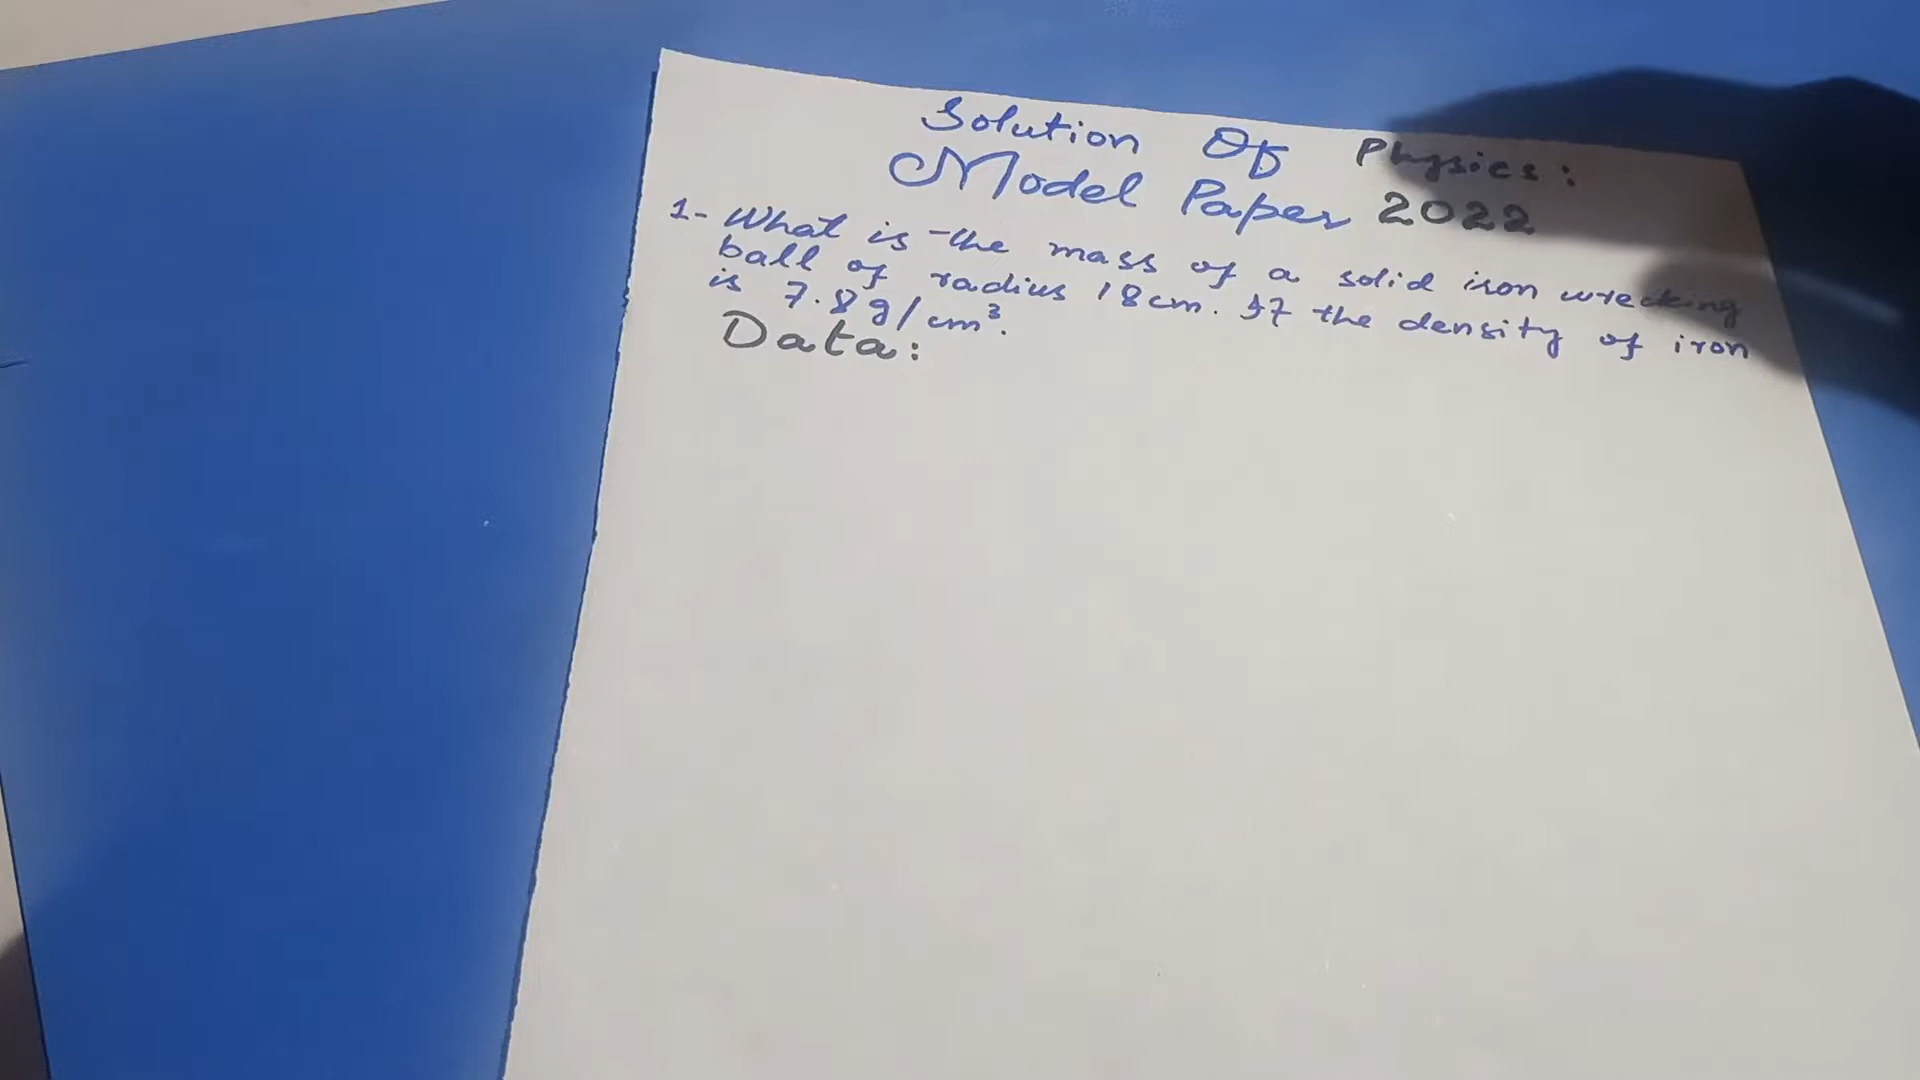 Solution Of Physics:
Model Paper 2022
1- What is the mass of a solid iron wrecking
ball of radius 18cm. If the density of iron
is 7.8g/cm³.
Data: